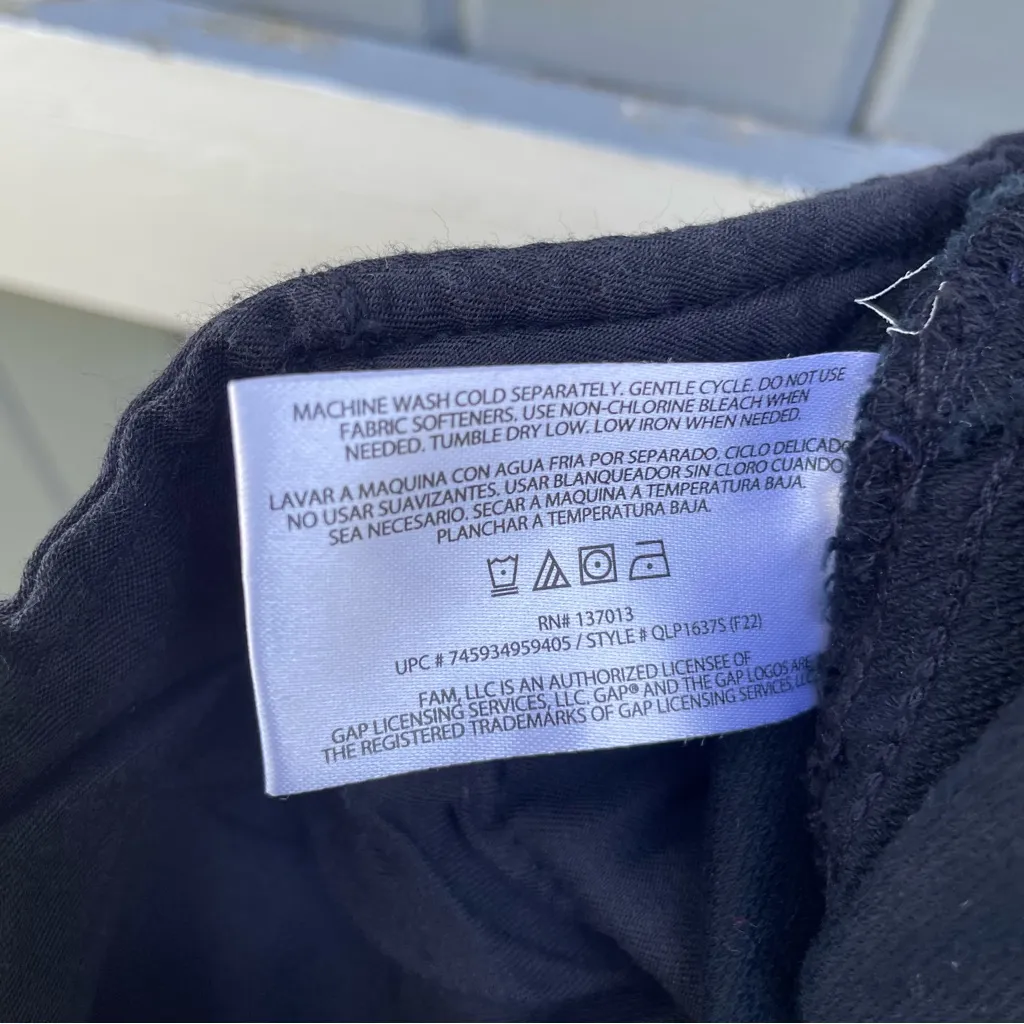 MACHINE WASH COLD SEPARATELY. GENTLE CYCLE. DO NOT USE
FABRIC SOFTENERS. USE NON-CHLORINE BLEACH WHEN
NEEDED. TUMBLE DRY LOW. LOW IRON WHEN NEEDED.
LAVAR A MAQUINA CON AGUA FRIA POR SEPARADO. CICLO DELICADO
NO USAR SUAVIZANTES. USAR BLANQUEADOR SIN CLORO CUANDO
SEA NECESARIO. SECAR A MAQUINA A TEMPERATURA BAJA.
PLANCHAR A TEMPERATURA BAJA.
RN# 137013
UPC # 745934959405 / STYLE # QLP1637S (F22)
FAM, LLC IS AN AUTHORIZED LICENSEE OF
GAP LICENSING SERVICES, LLC. GAP® AND THE GAP LOGOS ARE
THE REGISTERED TRADEMARKS OF GAP LICENSING SERVICES, LLC